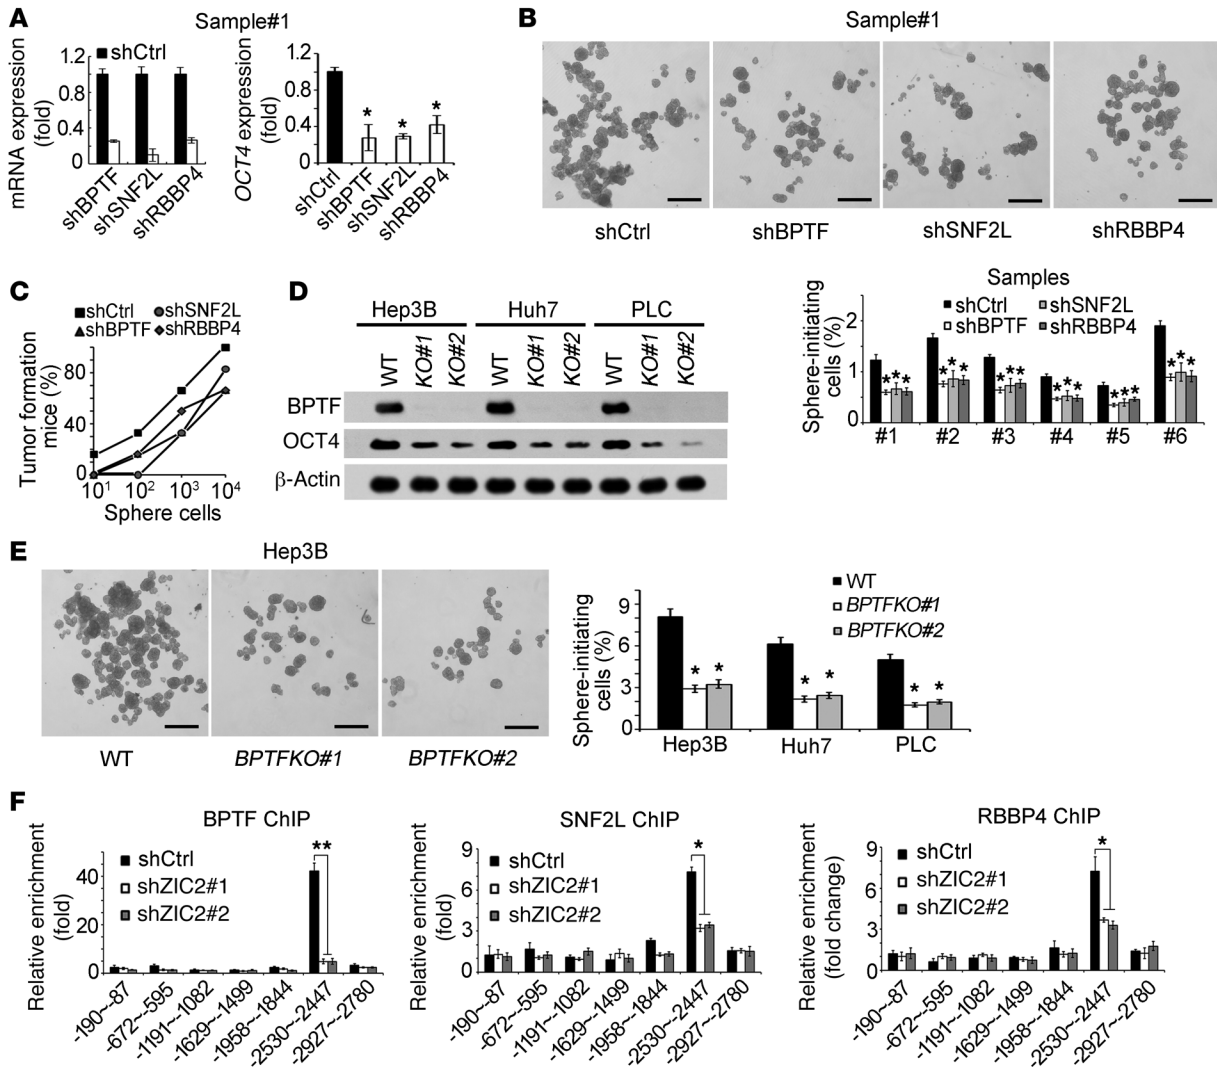 A
Sample#1
mRNA expression
(fold)
1.2
0.8
0.4
0
shCtrl
shBPTF
shSNF2L
shRBBP4
OCT4 expression
(fold)
1.2
0.8
0.4
0
*
*
*
shCtrl
shBPTF
shSNF2L
shRBBP4
B
Sample#1
shCtrl
shBPTF
shSNF2L
shRBBP4
Samples
Sphere-initiating
cells (%)
2
1
0
shCtrl
shSNF2L
shBPTF
shRBBP4
* * *
* * *
* * *
* * *
* * *
* * *
#1 #2 #3 #4 #5 #6
C
shCtrl
shSNF2L
shBPTF
shRBBP4
Tumor formation
mice (%)
80
40
0
10¹ 10² 10³ 10⁴
Sphere cells
D
Hep3B Huh7 PLC
WT KO#1 KO#2 WT KO#1 KO#2 WT KO#1 KO#2
BPTF
OCT4
β-Actin
E
Hep3B
WT
BPTFKO#1
BPTFKO#2
Sphere-initiating
cells (%)
9
6
3
0
WT
BPTFKO#1
BPTFKO#2
* *
* *
* *
Hep3B Huh7 PLC
F
BPTF ChIP
Relative enrichment
(fold)
40
20
0
shCtrl
shZIC2#1
shZIC2#2
**
-190~-87
-672~-595
-1191~-1082
-1629~-1499
-1958~-1844
-2530~-2447
-2927~-2780
SNF2L ChIP
Relative enrichment
(fold)
9
6
3
0
shCtrl
shZIC2#1
shZIC2#2
*
-190~-87
-672~-595
-1191~-1082
-1629~-1499
-1958~-1844
-2530~-2447
-2927~-2780
RBBP4 ChIP
Relative enrichment
(fold change)
9
6
3
0
shCtrl
shZIC2#1
shZIC2#2
*
-190~-87
-672~-595
-1191~-1082
-1629~-1499
-1958~-1844
-2530~-2447
-2927~-2780